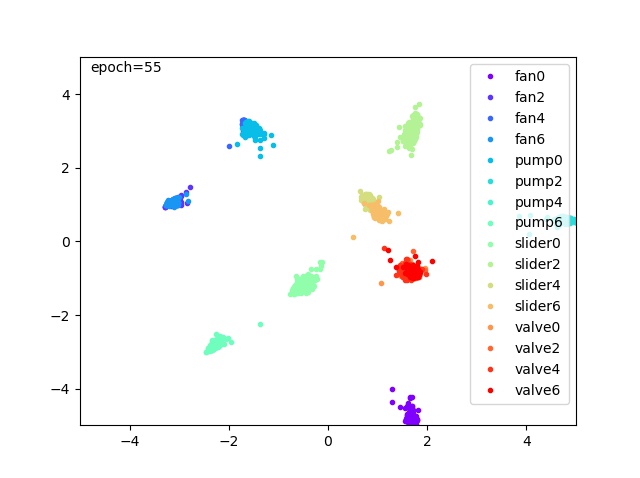 epoch=55
fan0
fan2
fan4
fan6
pump0
pump2
pump4
pump6
slider0
slider2
slider4
slider6
valve0
valve2
valve4
valve6
4
2
0
−2
−4
−4
−2
0
2
4